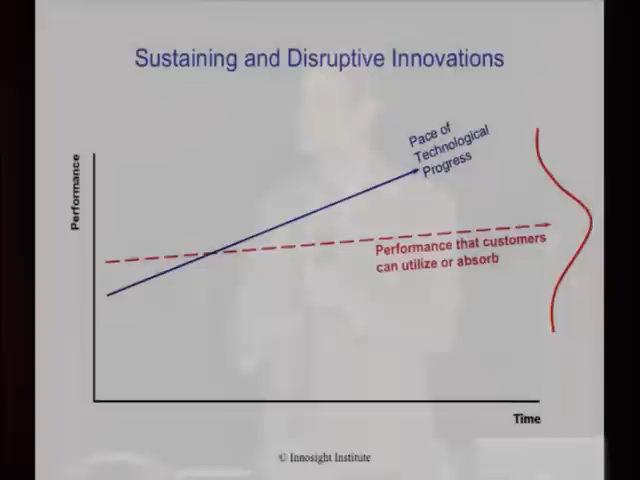 Sustaining and Disruptive Innovations
Pace of
Technological
Progress
Performance
Performance that customers
can utilize or absorb
Time
© Innosight Institute